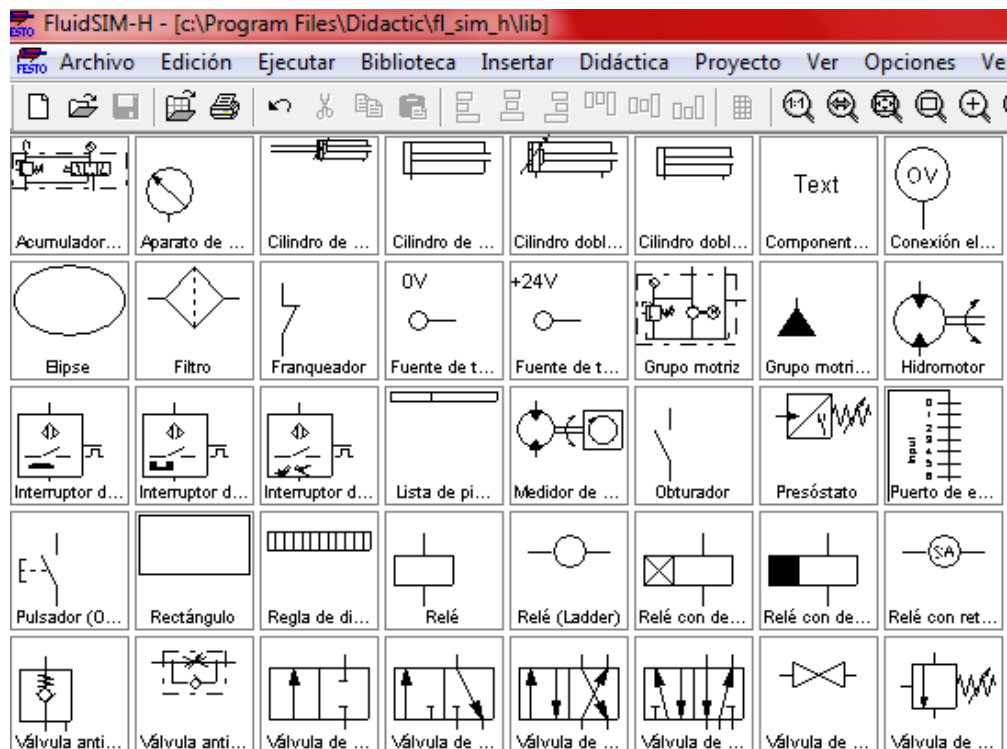 FluidSIM-H - [c:\Program Files\Didactic\fl_sim_h\lib]
FESTO Archivo Edición Ejecutar Biblioteca Insertar Didáctica Proyecto Ver Opciones Ve
1:1
Text 0V
Acumulador... Aparato de ... Cilindro de ... Cilindro de ... Cilindro dobl... Cilindro dobl... Component... Conexión el...
0V +24V
Elipse Filtro Franqueador Fuente de t... Fuente de t... Grupo motriz Grupo motri... Hidromotor
Input
Interruptor d... Interruptor d... Interruptor d... Lista de pi... Medidor de ... Obturador Presóstato Puerto de e...
SA
Pulsador (O... Rectángulo Regla de di... Relé Relé (Ladder) Relé con de... Relé con de... Relé con ret...
Válvula anti... Válvula anti... Válvula de ... Válvula de ... Válvula de ... Válvula de ... Válvula de ... Válvula de ...